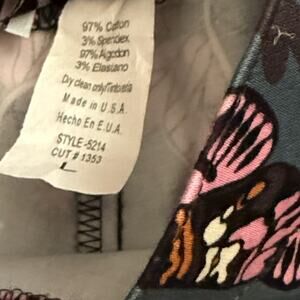 97% Cotton
3% Spandex
97% Algodon
3% Elastano
Dry clean only/Tintoreria
Made in U.S.A.
Hecho En E.U.A.
STYLE-5214
CUT # 1353
L